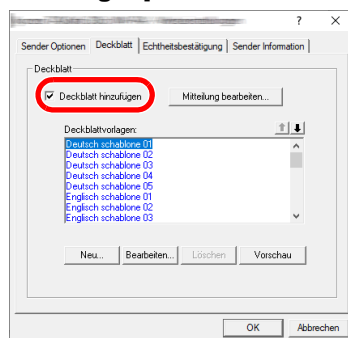 ?
Sender Optionen Deckblatt Echtheitsbestätigung Sender Information
Deckblatt
Deckblatt hinzufügen Mitteilung bearbeiten...
Deckblattvorlagen:
Deutsch schablone 01
Deutsch schablone 02
Deutsch schablone 03
Deutsch schablone 04
Deutsch schablone 05
Englisch schablone 01
Englisch schablone 02
Englisch schablone 03
Neu... Bearbeiten... Löschen Vorschau
OK Abbrechen